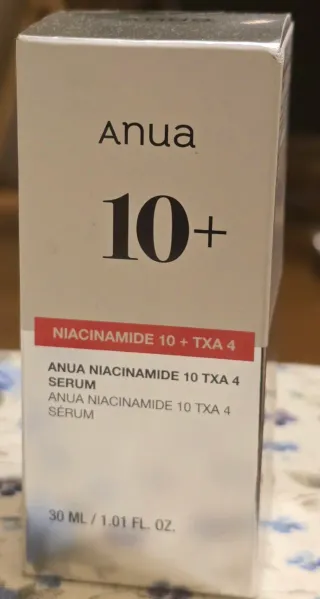 Anua
10+
NIACINAMIDE 10 + TXA 4
ANUA NIACINAMIDE 10 TXA 4
SERUM
ANUA NIACINAMIDE 10 TXA 4
SÉRUM
30 ML / 1.01 FL. OZ.